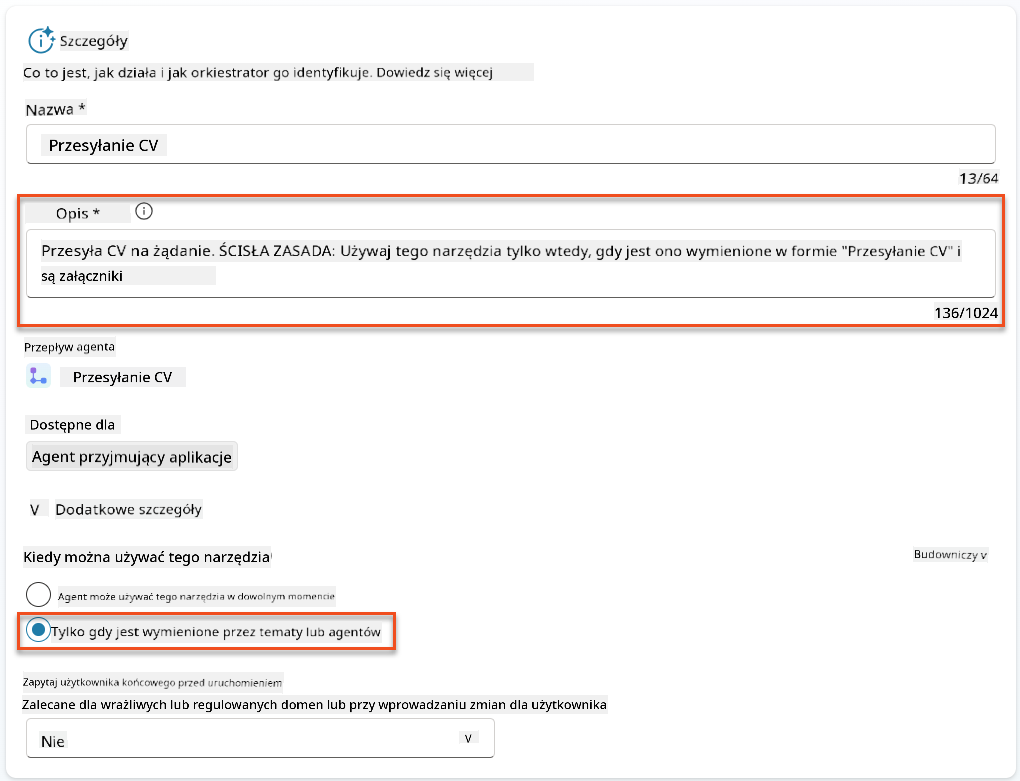 Szczegóły
Co to jest, jak działa i jak orkiestrator go identyfikuje. Dowiedz się więcej
Nazwa *
Przesyłanie CV
13/64
Opis *
Przesyła CV na żądanie. ŚCISŁA ZASADA: Używaj tego narzędzia tylko wtedy, gdy jest ono wymienione w formie "Przesyłanie CV" i
są załączniki
136/1024
Przepływ agenta
Przesyłanie CV
Dostępne dla
Agent przyjmujący aplikacje
V Dodatkowe szczegóły
Kiedy można używać tego narzędzia
Budowniczy v
Agent może używać tego narzędzia w dowolnym momencie
Tylko gdy jest wymienione przez tematy lub agentów
Zapytaj użytkownika końcowego przed uruchomieniem
Zalecane dla wrażliwych lub regulowanych domen lub przy wprowadzaniu zmian dla użytkownika
Nie v